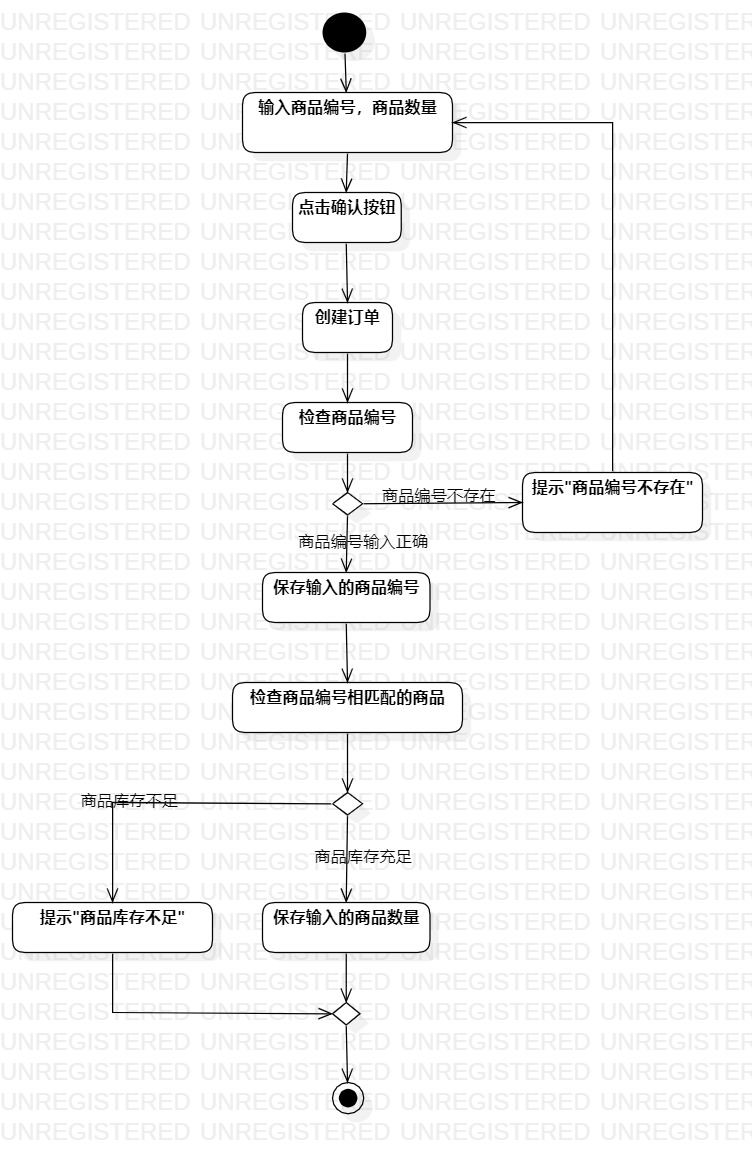 输入商品编号，商品数量
点击确认按钮
创建订单
检查商品编号
商品编号不存在
提示"商品编号不存在"
商品编号输入正确
保存输入的商品编号
检查商品编号相匹配的商品
商品库存不足
商品库存充足
提示"商品库存不足"
保存输入的商品数量
UNREGISTERED